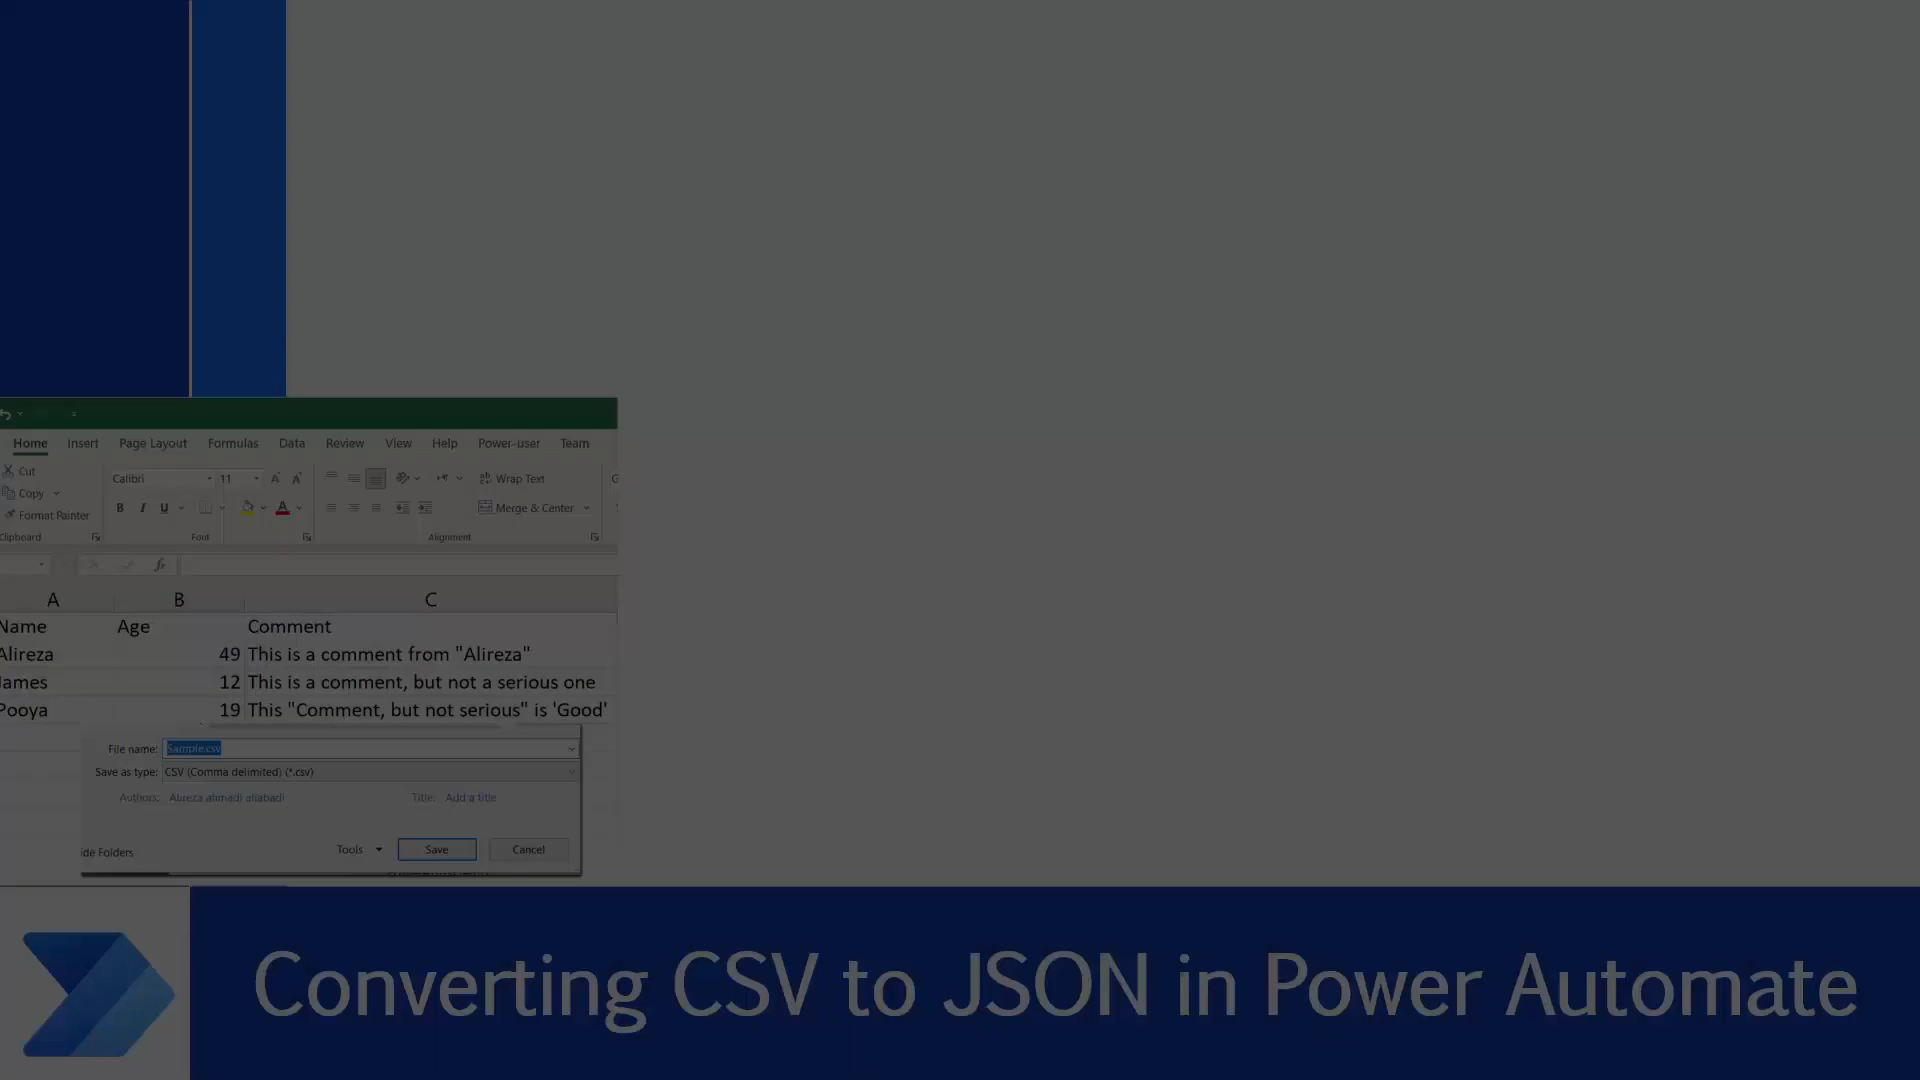 Home Insert Page Layout Formulas Data Review View Help Power-user Team
Cut
Calibri 11 Wrap Text
Copy
B I U A Merge & Center
Format Painter
Clipboard Font Alignment
fx
A B C
Name Age Comment
Alireza 49 This is a comment from "Alireza"
James 12 This is a comment, but not a serious one
Pooya 19 This "Comment, but not serious" is 'Good'
File name: Sample.csv
Save as type: CSV (Comma delimited) (*.csv)
Authors: Alireza ahmadi aliabadi Title: Add a title
Tools Save Cancel
ide Folders
Converting CSV to JSON in Power Automate